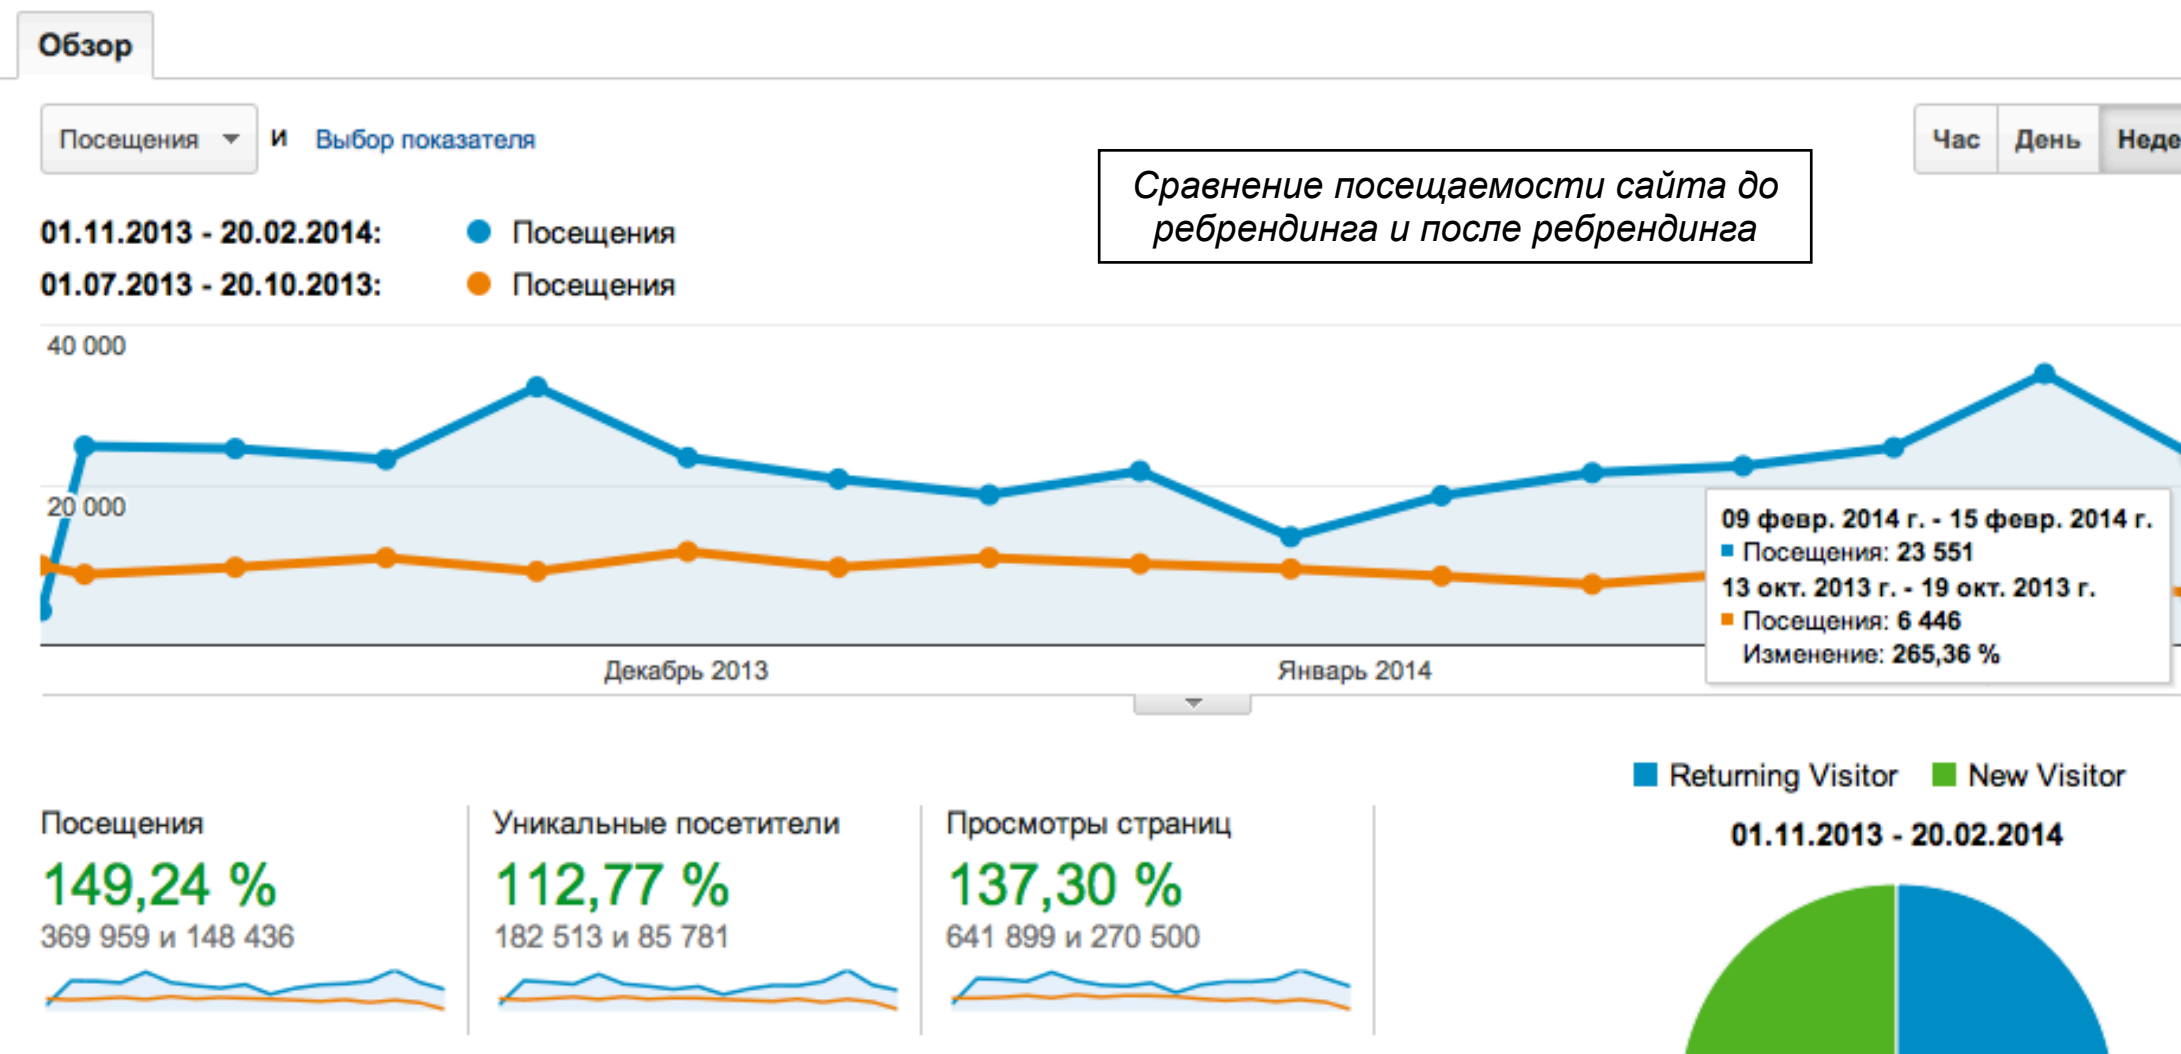 Обзор
Посещения и Выбор показателя
Час День Неде
Сравнение посещаемости сайта до
ребрендинга и после ребрендинга
01.11.2013 - 20.02.2014: Посещения
01.07.2013 - 20.10.2013: Посещения
40 000
20 000
09 февр. 2014 г. - 15 февр. 2014 г.
Посещения: 23 551
13 окт. 2013 г. - 19 окт. 2013 г.
Посещения: 6 446
Изменение: 265,36 %
Декабрь 2013 Январь 2014
Returning Visitor New Visitor
01.11.2013 - 20.02.2014
Посещения
149,24 %
369 959 и 148 436
Уникальные посетители
112,77 %
182 513 и 85 781
Просмотры страниц
137,30 %
641 899 и 270 500